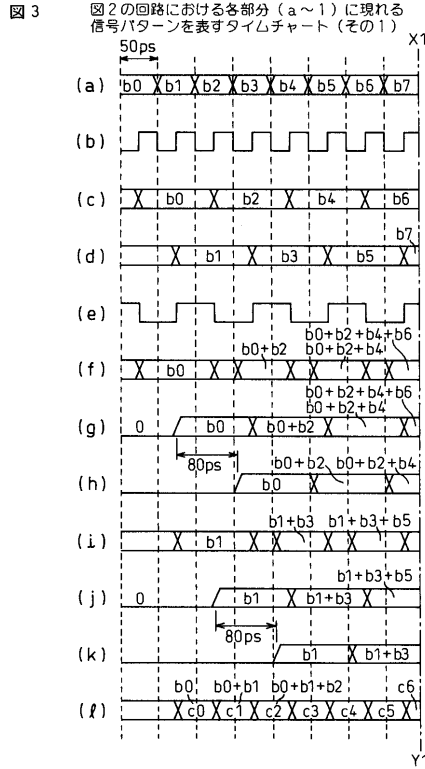 図3
図2の回路における各部分(a～l)に現れる
信号パターンを表すタイムチャート(その1)
50ps
X1
(a) b0 b1 b2 b3 b4 b5 b6 b7
(b)
(c) b0 b2 b4 b6
b7
(d) b1 b3 b5
(e)
b0+b2+b4+b6
b0+b2 b0+b2+b4
(f) b0
b0+b2+b4+b6
b0+b2+b4
(g) 0 b0 b0+b2
80ps
b0+b2 b0+b2+b4
(h) b0
b1+b3 b1+b3+b5
(i) b1
b1+b3+b5
(j) 0 b1 b1+b3
80ps
(k) b1 b1+b3
b0 b0+b1 b0+b1+b2 c6
(ℓ) c0 c1 c2 c3 c4 c5
Y1